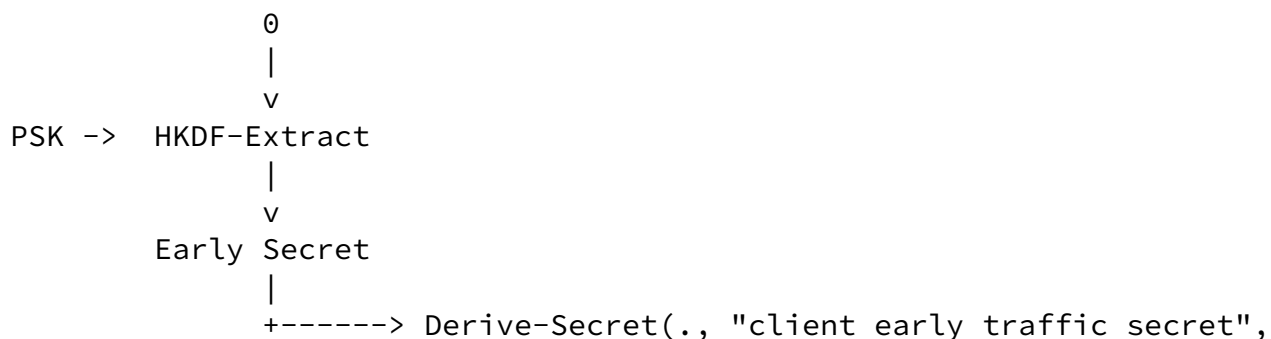 0
                 |
                 v
PSK ->  HKDF-Extract
                 |
                 v
         Early Secret
                 |
                 +------> Derive-Secret(., "client early traffic secret",